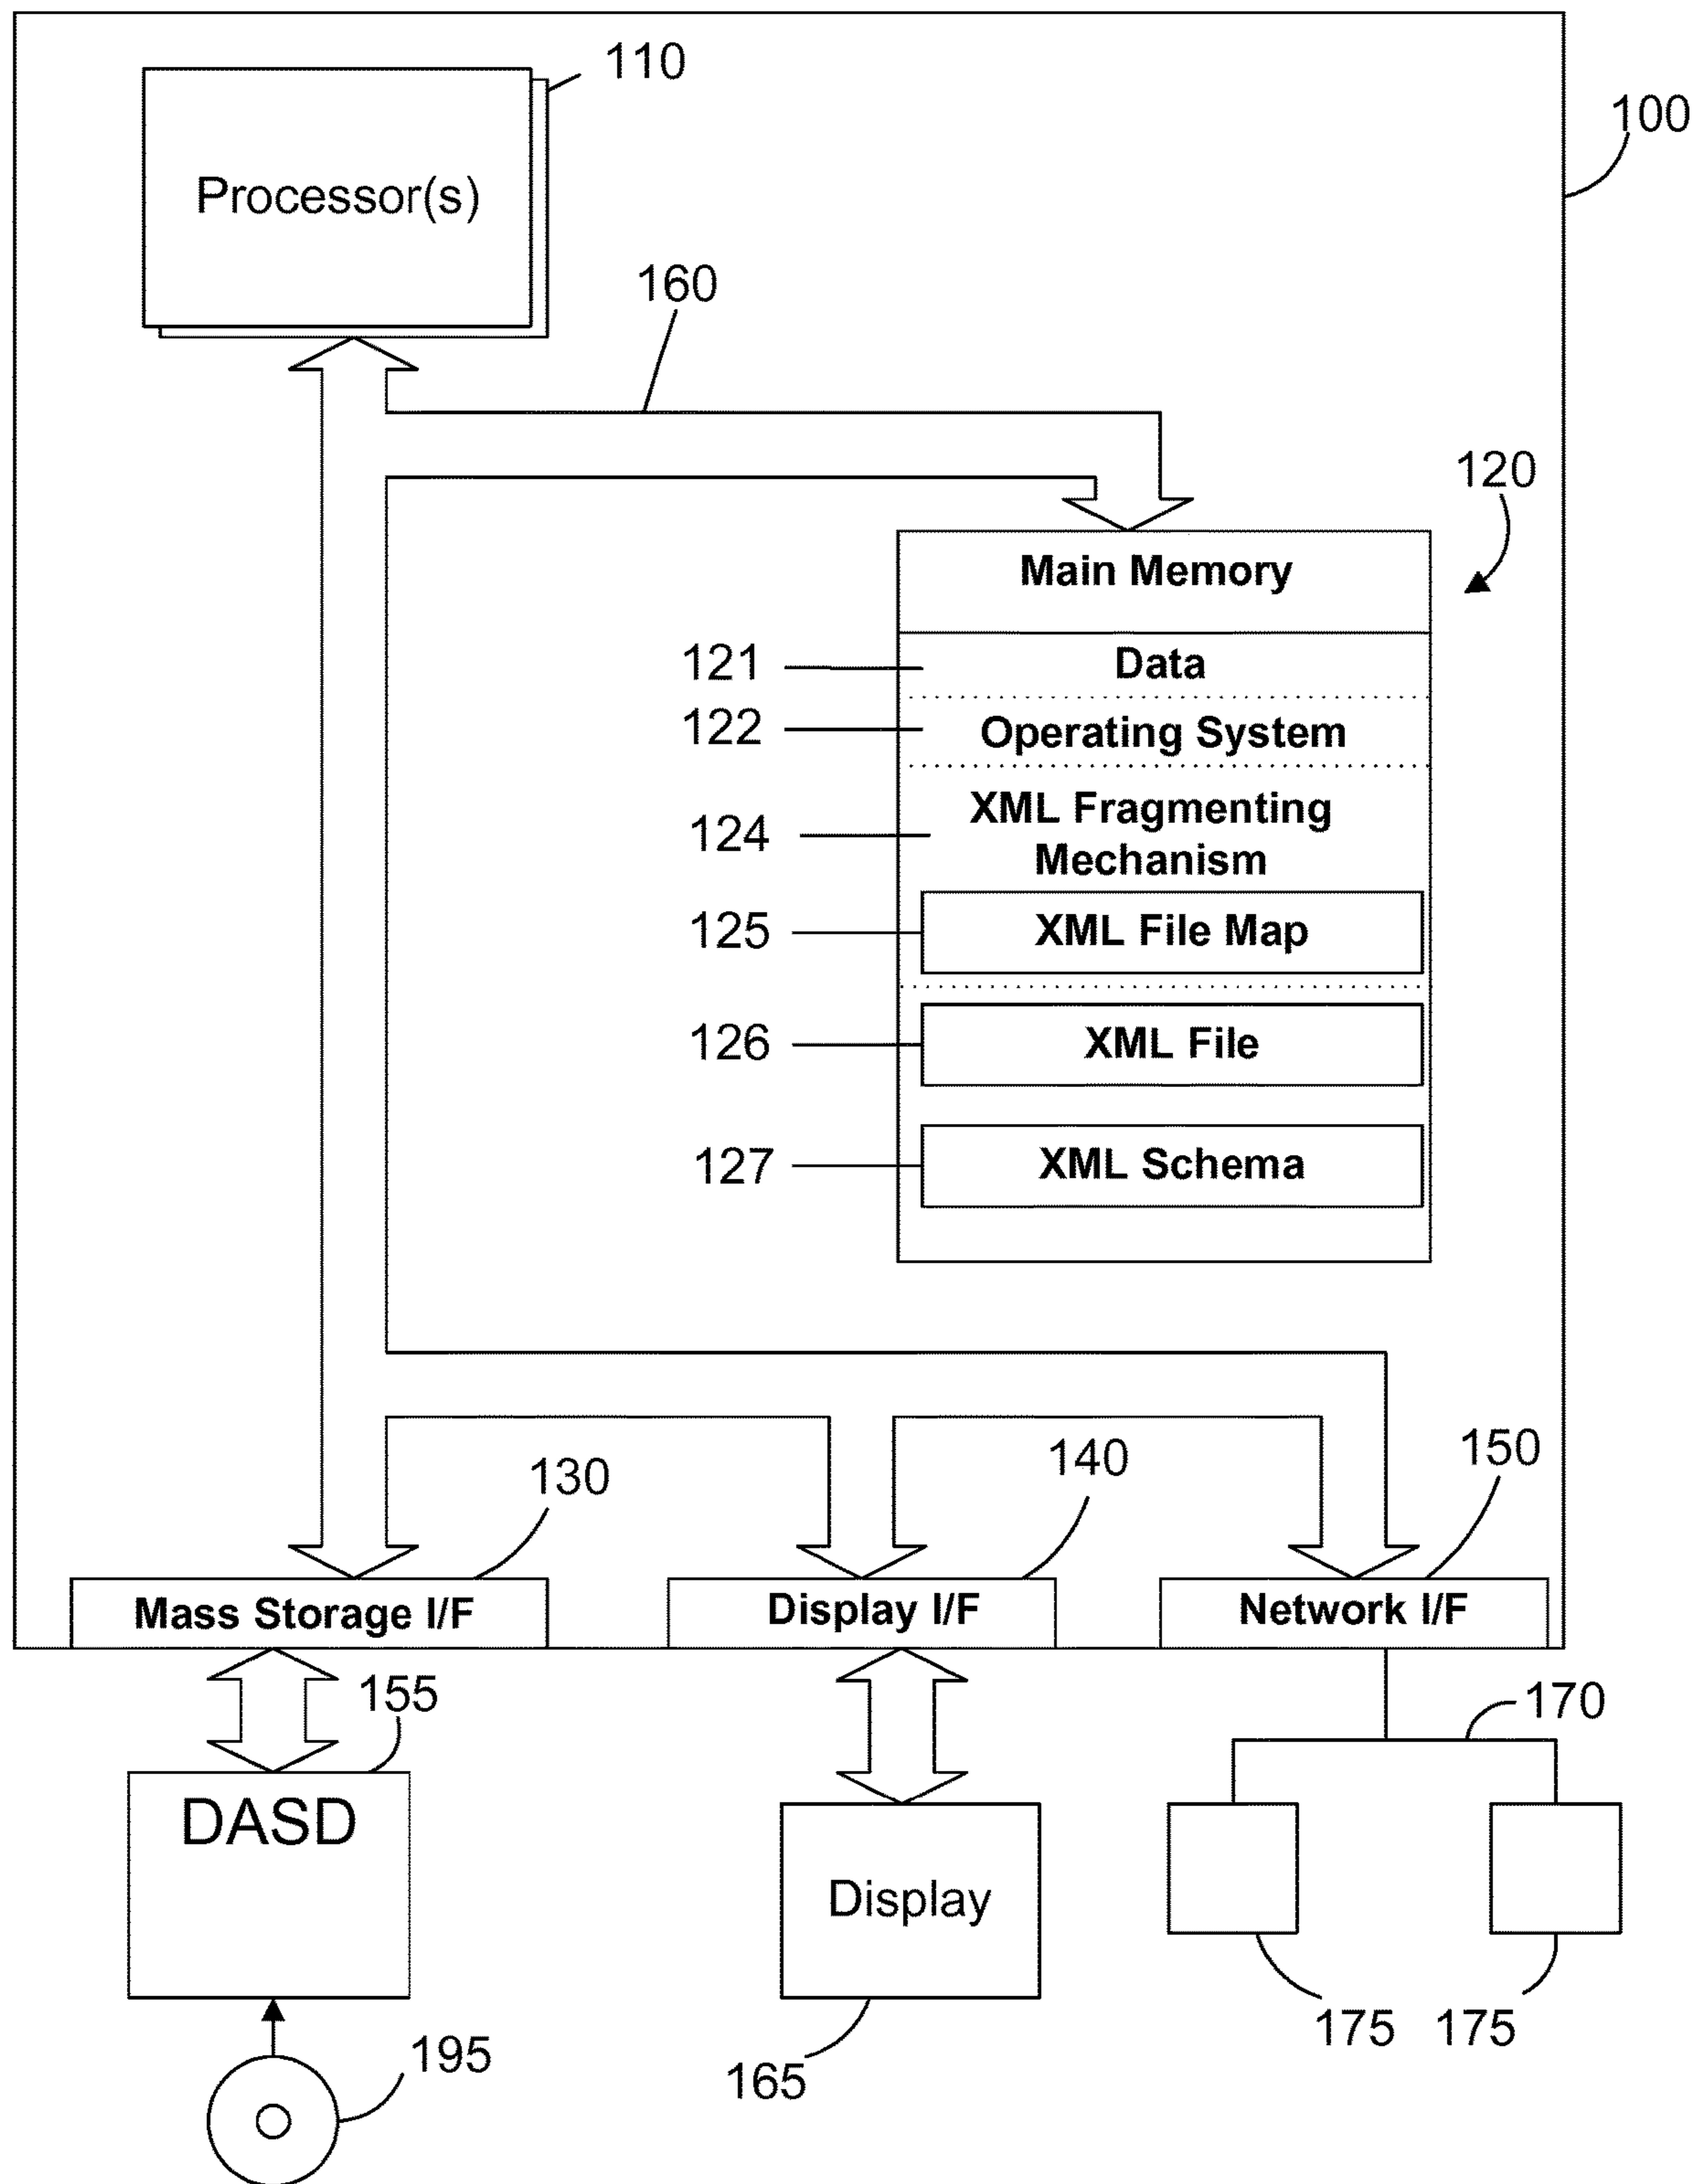 110
100
Processor(s)
160
120
Main Memory
121
Data
122
Operating System
124
XML Fragmenting
Mechanism
125
XML File Map
126
XML File
127
XML Schema
130
140
150
Mass Storage I/F
Display I/F
Network I/F
155
170
DASD
Display
175
175
195
165